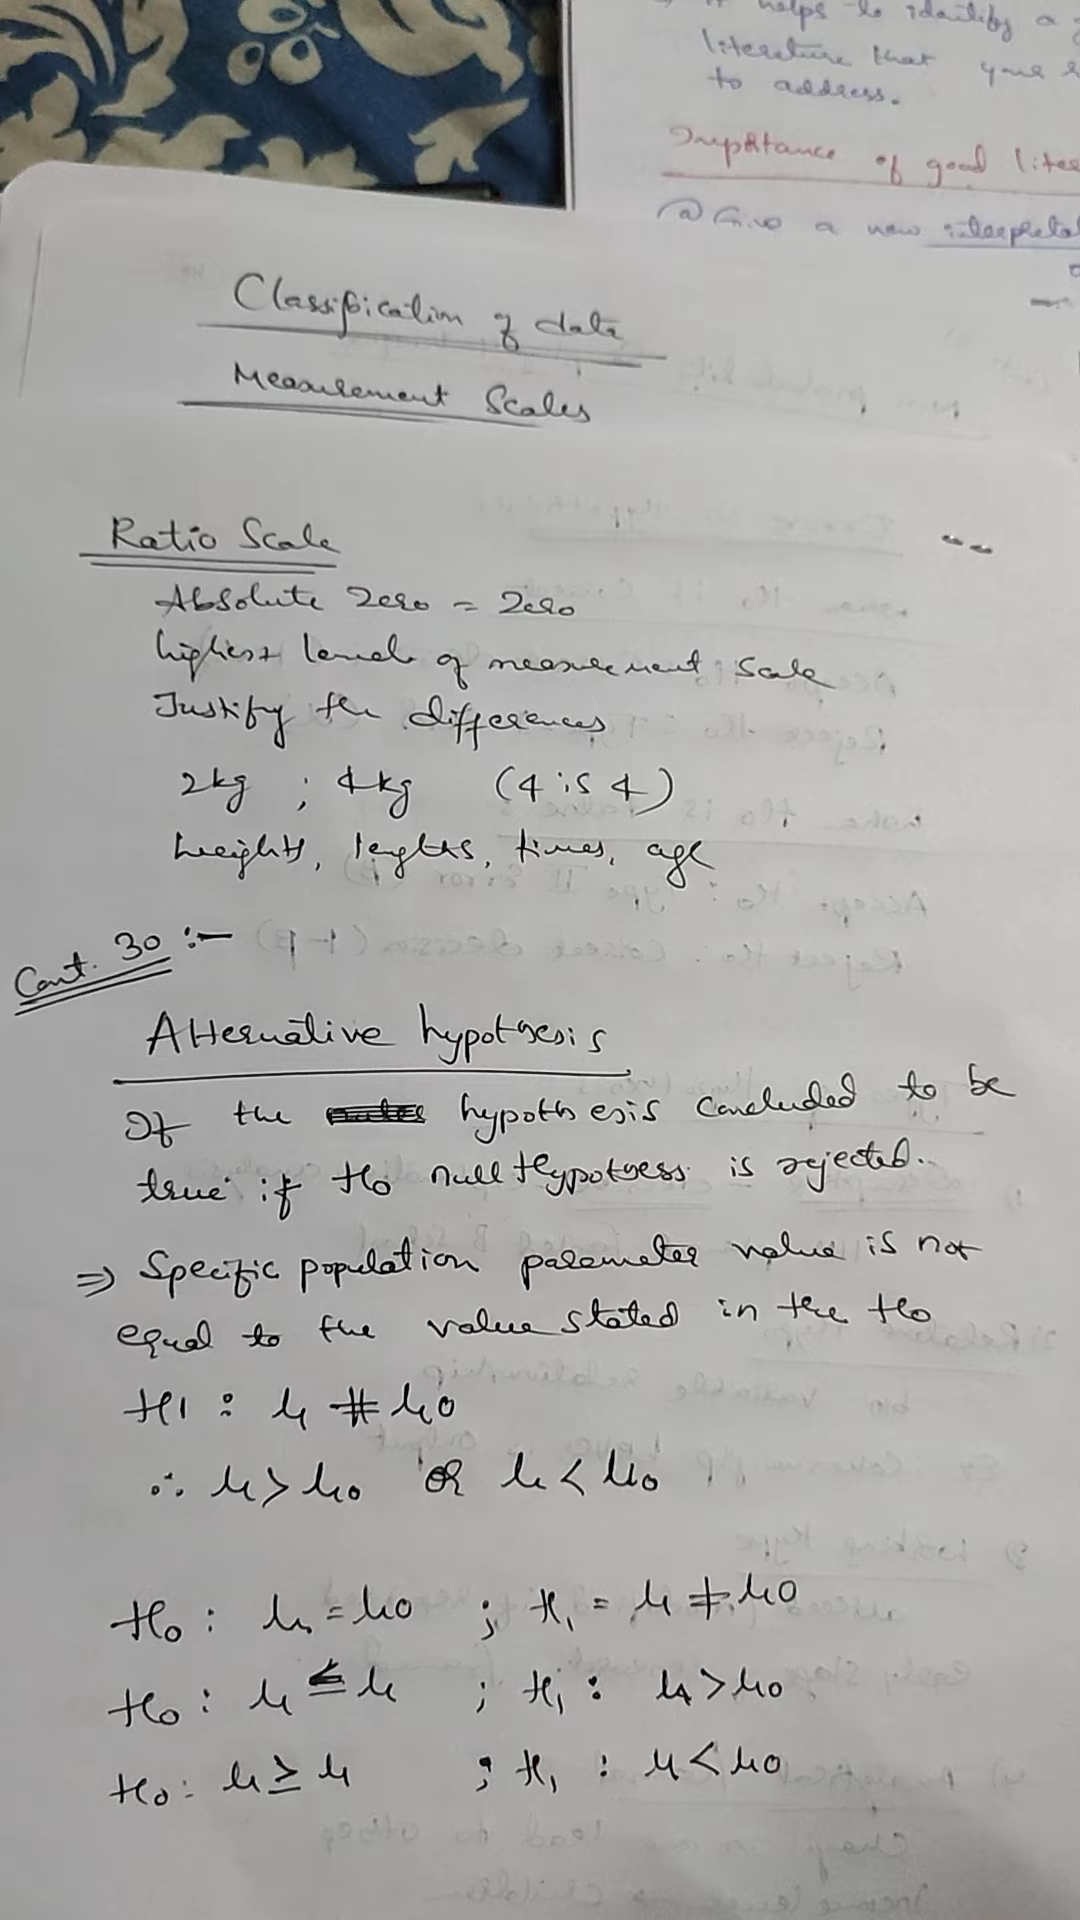 helps to identify a
literature that your
to address.
Importance of good lite
@ Give a new interpreta
Classification of data
Measurement Scales
Ratio Scale
Absolute Zero = Zero
highest levels of measurement Scale
Justify the differences
2kg ; 4kg (4 is 4)
heights, lengths, times, age
Cont. 30 :-
Alternative hypothesis
If the hypothesis concluded to be
true if H0 null Hypothesis is rejected.
⇒ Specific population parameter value is not
equal to the value stated in the H0
H1 : μ ≠ μ0
∴ μ > μ0 or μ < μ0
H0 : μ = μ0 ; H1 = μ ≠ μ0
H0 : μ ≤ μ ; H1 : μ > μ0
H0 : μ ≥ μ ; H1 : μ < μ0